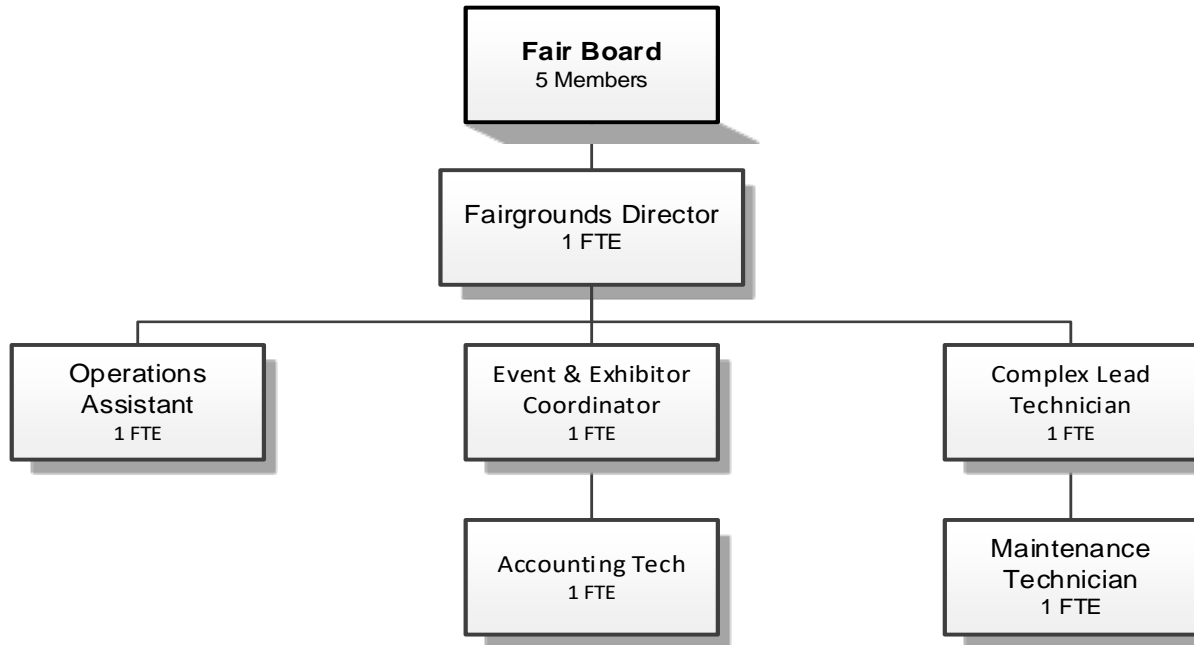 Fair Board
5 Members
Fairgrounds Director
1 FTE
Operations
Assistant
1 FTE
Event & Exhibitor
Coordinator
1 FTE
Complex Lead
Technician
1 FTE
Accounting Tech
1 FTE
Maintenance
Technician
1 FTE